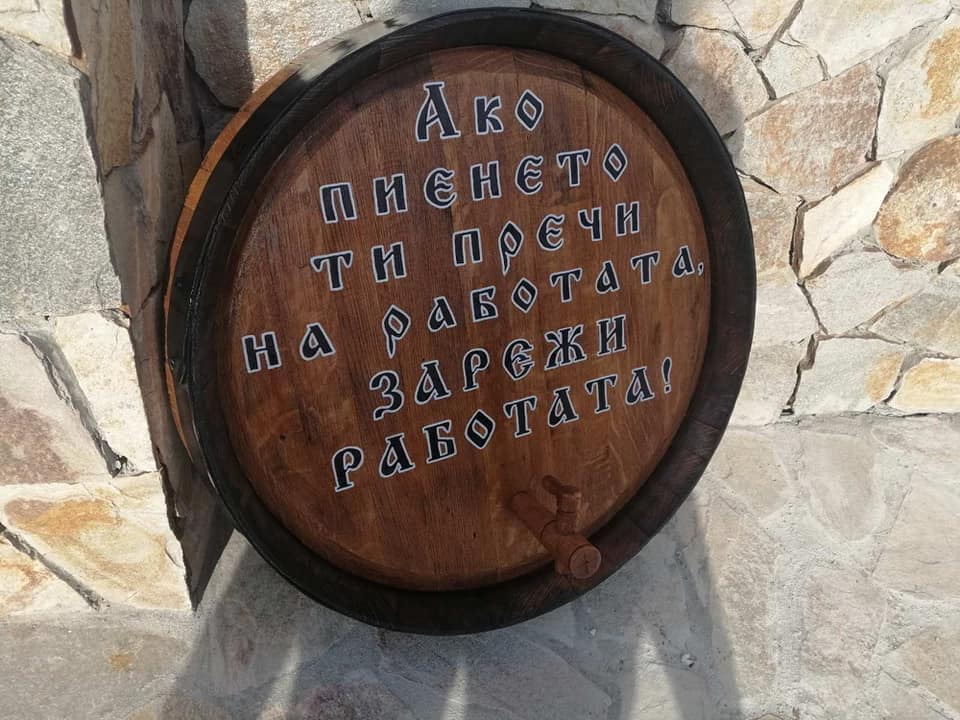 Ако
пиенето
ти пречи
на работата,
зарежи
работата!